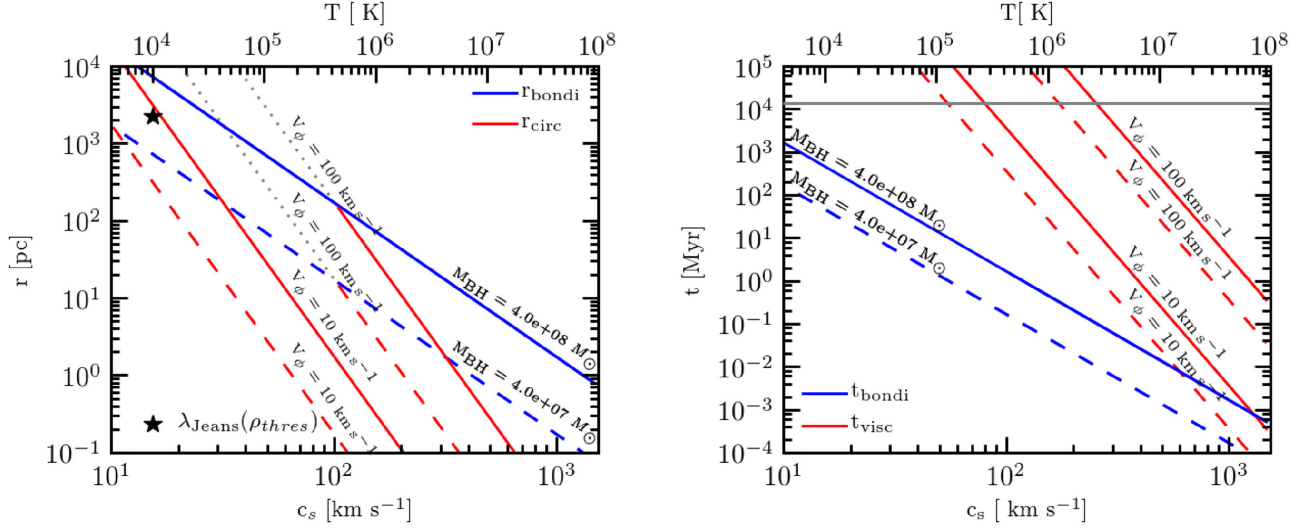 T [ K]
10^4 10^5 10^6 10^7 10^8
10^4
10^3
10^2
10^1
10^0
10^-1
r [pc]
r_bondi
r_circ
V_ϕ = 100 km s^-1
V_ϕ = 100 km s^-1
M_BH = 4.0e+08 M_⊙
M_BH = 4.0e+07 M_⊙
V_ϕ = 10 km s^-1
V_ϕ = 10 km s^-1
★ λ_Jeans(ρ_thres)
10^1 10^2 10^3
c_s [km s^-1]
T [ K]
10^4 10^5 10^6 10^7 10^8
10^5
10^4
10^3
10^2
10^1
10^0
10^-1
10^-2
10^-3
10^-4
t [Myr]
M_BH = 4.0e+08 M_⊙
M_BH = 4.0e+07 M_⊙
V_ϕ = 100 km s^-1
V_ϕ = 100 km s^-1
V_ϕ = 10 km s^-1
V_ϕ = 10 km s^-1
t_bondi
t_visc
10^1 10^2 10^3
c_s [km s^-1]